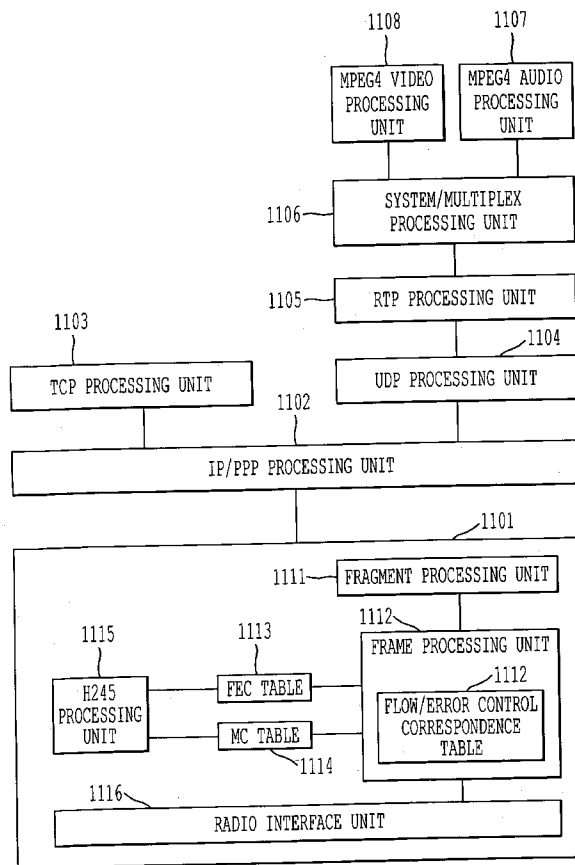 1108
1107
MPEG4 VIDEO
PROCESSING
UNIT
MPEG4 AUDIO
PROCESSING
UNIT
1106
SYSTEM/MULTIPLEX
PROCESSING UNIT
1105
RTP PROCESSING UNIT
1103
1104
TCP PROCESSING UNIT
UDP PROCESSING UNIT
1102
IP/PPP PROCESSING UNIT
1101
1111
FRAGMENT PROCESSING UNIT
1112
FRAME PROCESSING UNIT
1115
1113
H245
PROCESSING
UNIT
FEC TABLE
1112
FLOW/ERROR CONTROL
CORRESPONDENCE
TABLE
MC TABLE
1114
1116
RADIO INTERFACE UNIT